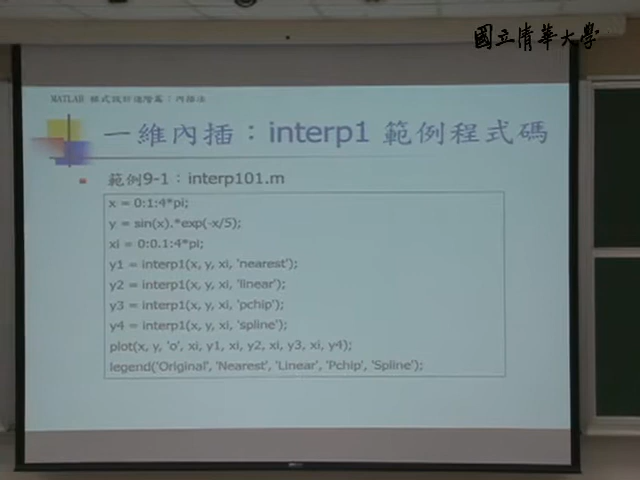 國立清華大學
MATLAB 程式設計進階篇：內插法
一維內插：interp1 範例程式碼
範例9-1：interp101.m
x = 0:1:4*pi;
y = sin(x).*exp(-x/5);
xi = 0:0.1:4*pi;
y1 = interp1(x, y, xi, 'nearest');
y2 = interp1(x, y, xi, 'linear');
y3 = interp1(x, y, xi, 'pchip');
y4 = interp1(x, y, xi, 'spline');
plot(x, y, 'o', xi, y1, xi, y2, xi, y3, xi, y4);
legend('Original', 'Nearest', 'Linear', 'Pchip', 'Spline');